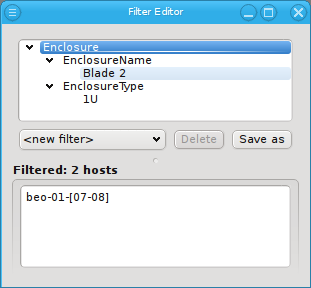 Filter Editor
Enclosure
EnclosureName
Blade 2
EnclosureType
1U
<new filter>
Delete
Save as
Filtered: 2 hosts
beo-01-[07-08]